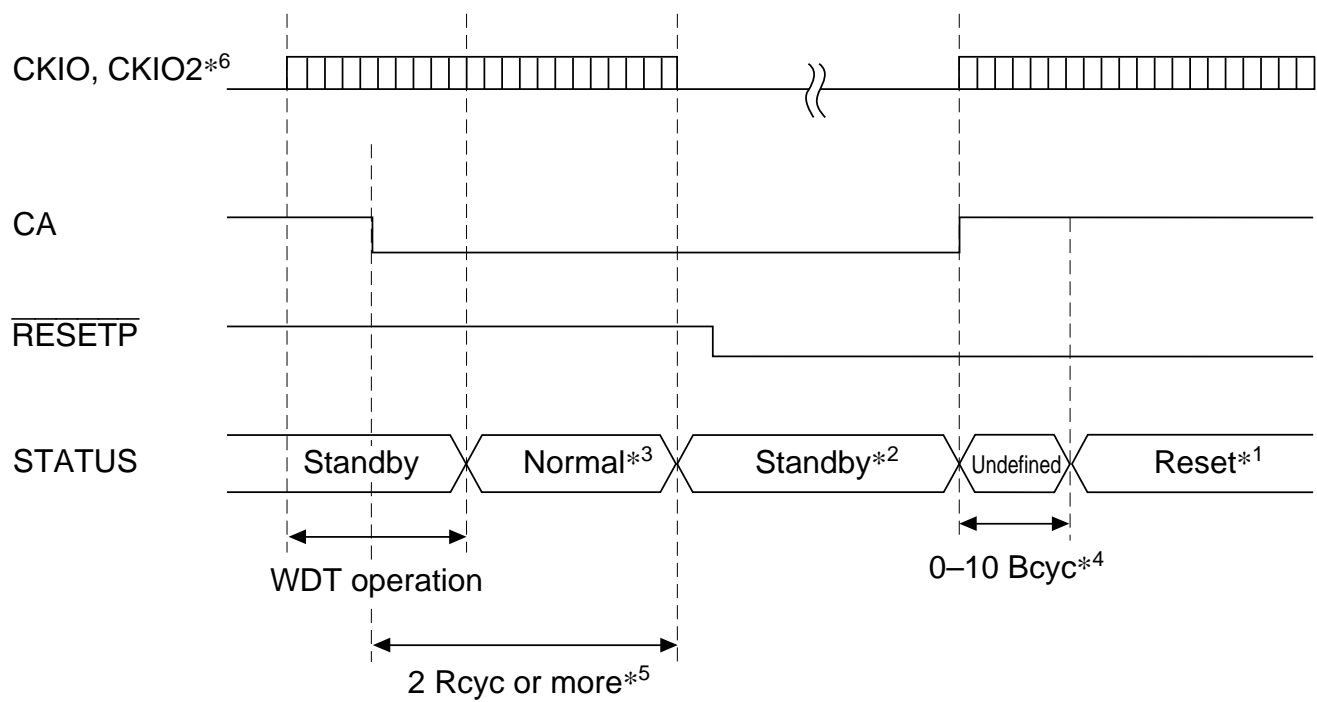 CKIO, CKIO2*6
CA
RESETP
STATUS
Standby
Normal*3
Standby*2
Undefined
Reset*1
WDT operation
0–10 Bcyc*4
2 Rcyc or more*5